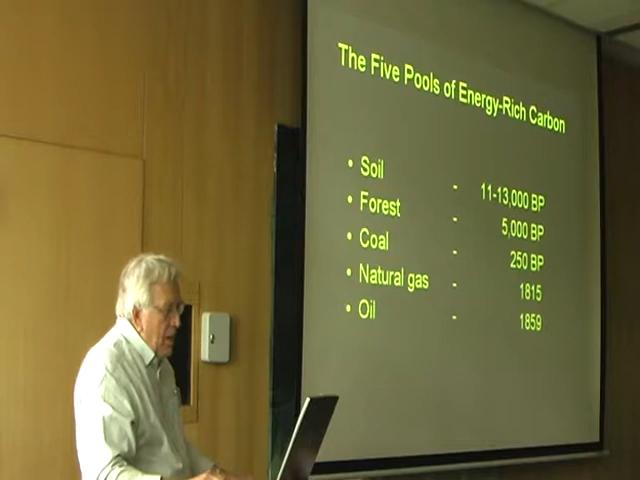 The Five Pools of Energy-Rich Carbon
• Soil - 11-13,000 BP
• Forest - 5,000 BP
• Coal - 250 BP
• Natural gas - 1815
• Oil - 1859